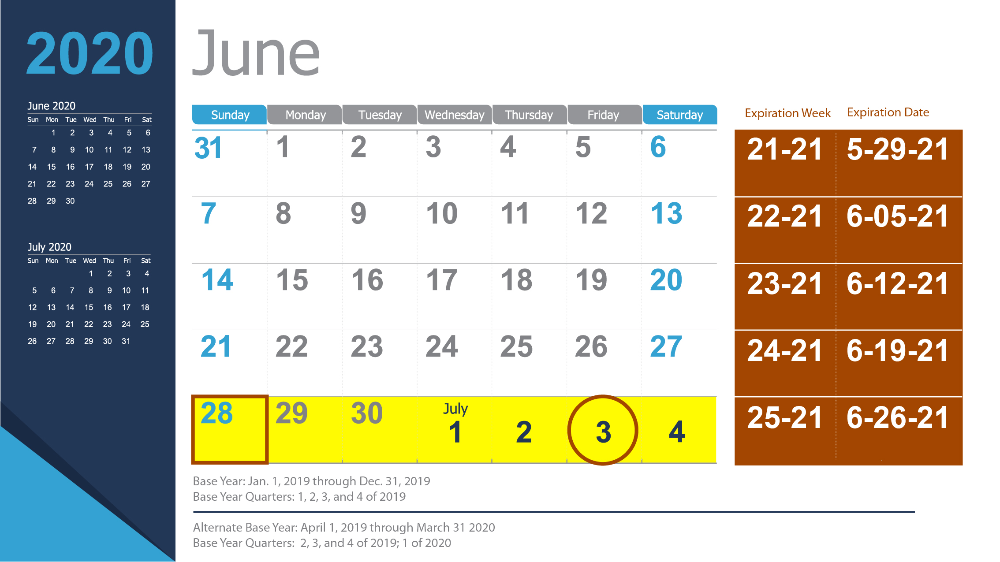 2020
June 2020
Sun Mon Tue Wed Thu Fri Sat
1 2 3 4 5 6
7 8 9 10 11 12 13
14 15 16 17 18 19 20
21 22 23 24 25 26 27
28 29 30
July 2020
Sun Mon Tue Wed Thu Fri Sat
1 2 3 4
5 6 7 8 9 10 11
12 13 14 15 16 17 18
19 20 21 22 23 24 25
26 27 28 29 30 31
June
Sunday Monday Tuesday Wednesday Thursday Friday Saturday Expiration Week Expiration Date
31 1 2 3 4 5 6 21-21 5-29-21
7 8 9 10 11 12 13 22-21 6-05-21
14 15 16 17 18 19 20 23-21 6-12-21
21 22 23 24 25 26 27 24-21 6-19-21
28 29 30 July 1 2 3 4 25-21 6-26-21
Base Year: Jan. 1, 2019 through Dec. 31, 2019
Base Year Quarters: 1, 2, 3, and 4 of 2019
Alternate Base Year: April 1, 2019 through March 31 2020
Base Year Quarters: 2, 3, and 4 of 2019; 1 of 2020